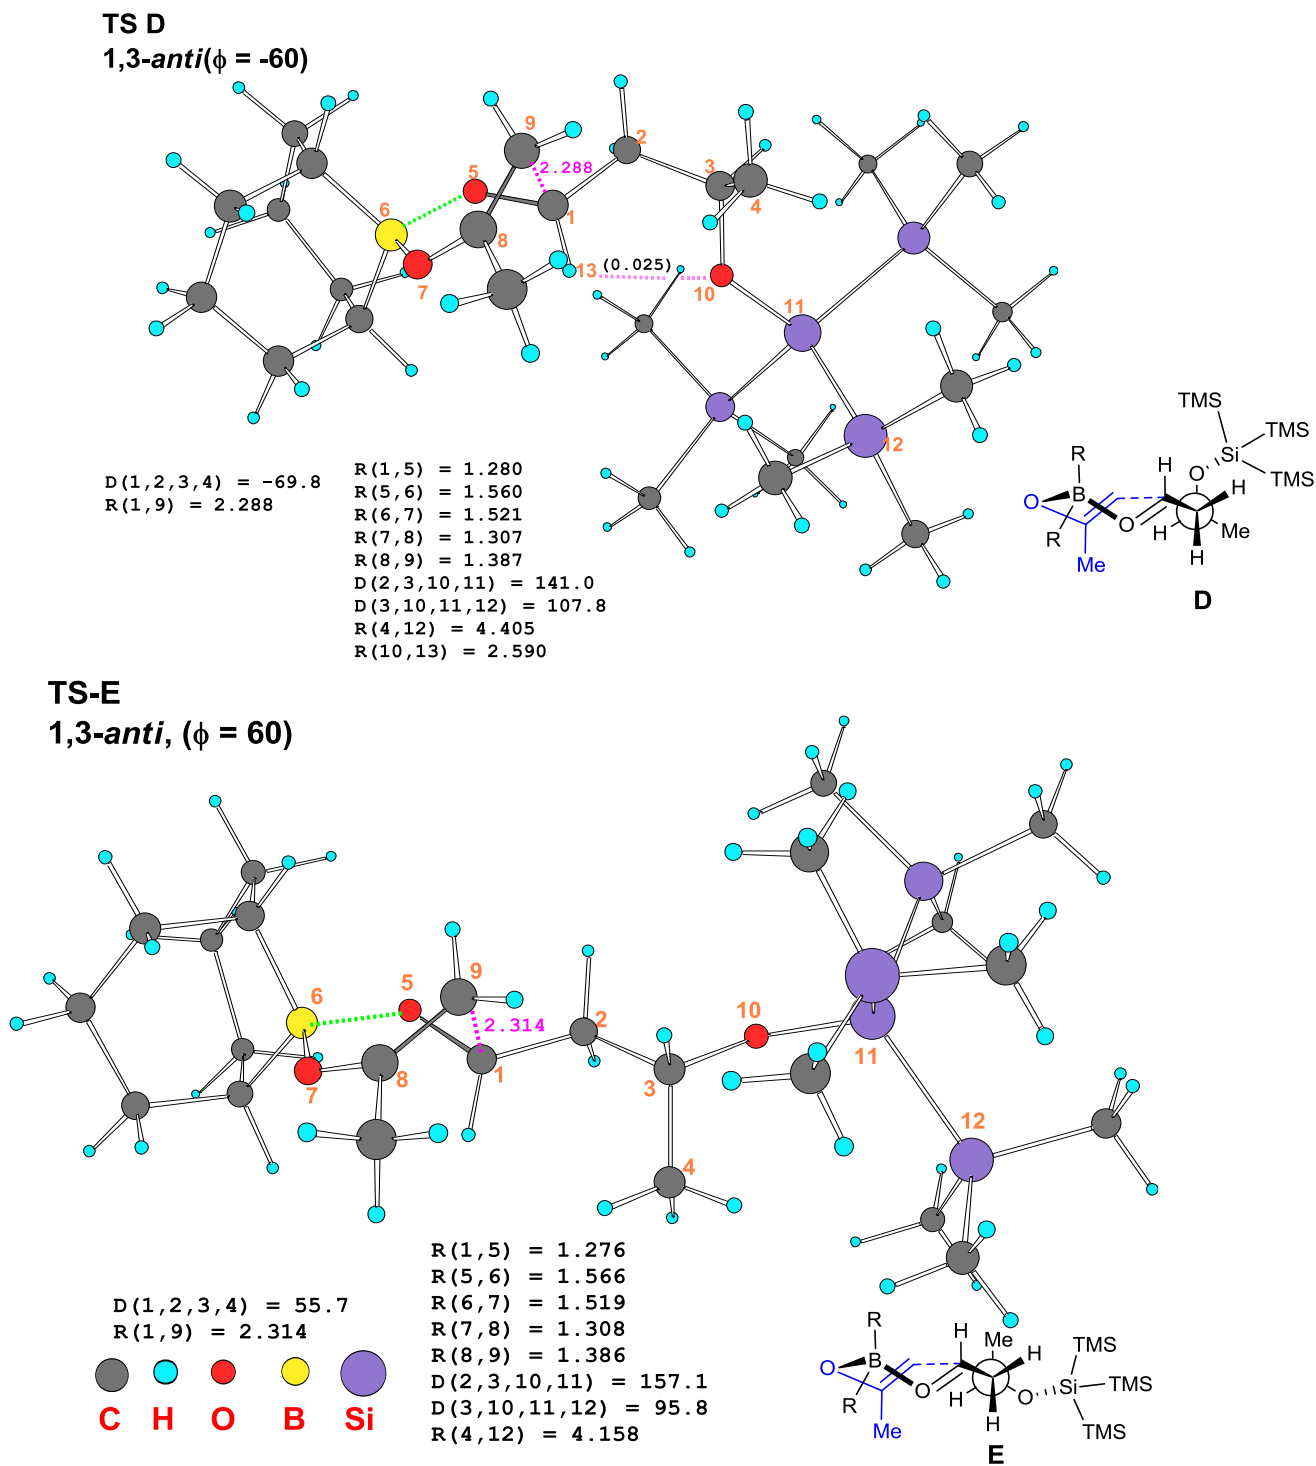 TS D
1,3-anti(ϕ = -60)
9
2
2.288
5
3
4
1
6
8
7
13
(0.025)
10
11
12
D(1,2,3,4) = -69.8
R(1,9) = 2.288
R(1,5) = 1.280
R(5,6) = 1.560
R(6,7) = 1.521
R(7,8) = 1.307
R(8,9) = 1.387
D(2,3,10,11) = 141.0
D(3,10,11,12) = 107.8
R(4,12) = 4.405
R(10,13) = 2.590
TMS
TMS
Si
TMS
O
H
R
H
B
O
O
H
R
Me
H
Me
D
TS-E
1,3-anti, (ϕ = 60)
5
9
6
2.314
2
10
11
7
8
1
3
4
12
R(1,5) = 1.276
R(5,6) = 1.566
R(6,7) = 1.519
R(7,8) = 1.308
R(8,9) = 1.386
D(2,3,10,11) = 157.1
D(3,10,11,12) = 95.8
R(4,12) = 4.158
D(1,2,3,4) = 55.7
R(1,9) = 2.314
C H O B Si
R
H
Me
H
TMS
B
O
Si
TMS
O
H
O
R
H
TMS
Me
E